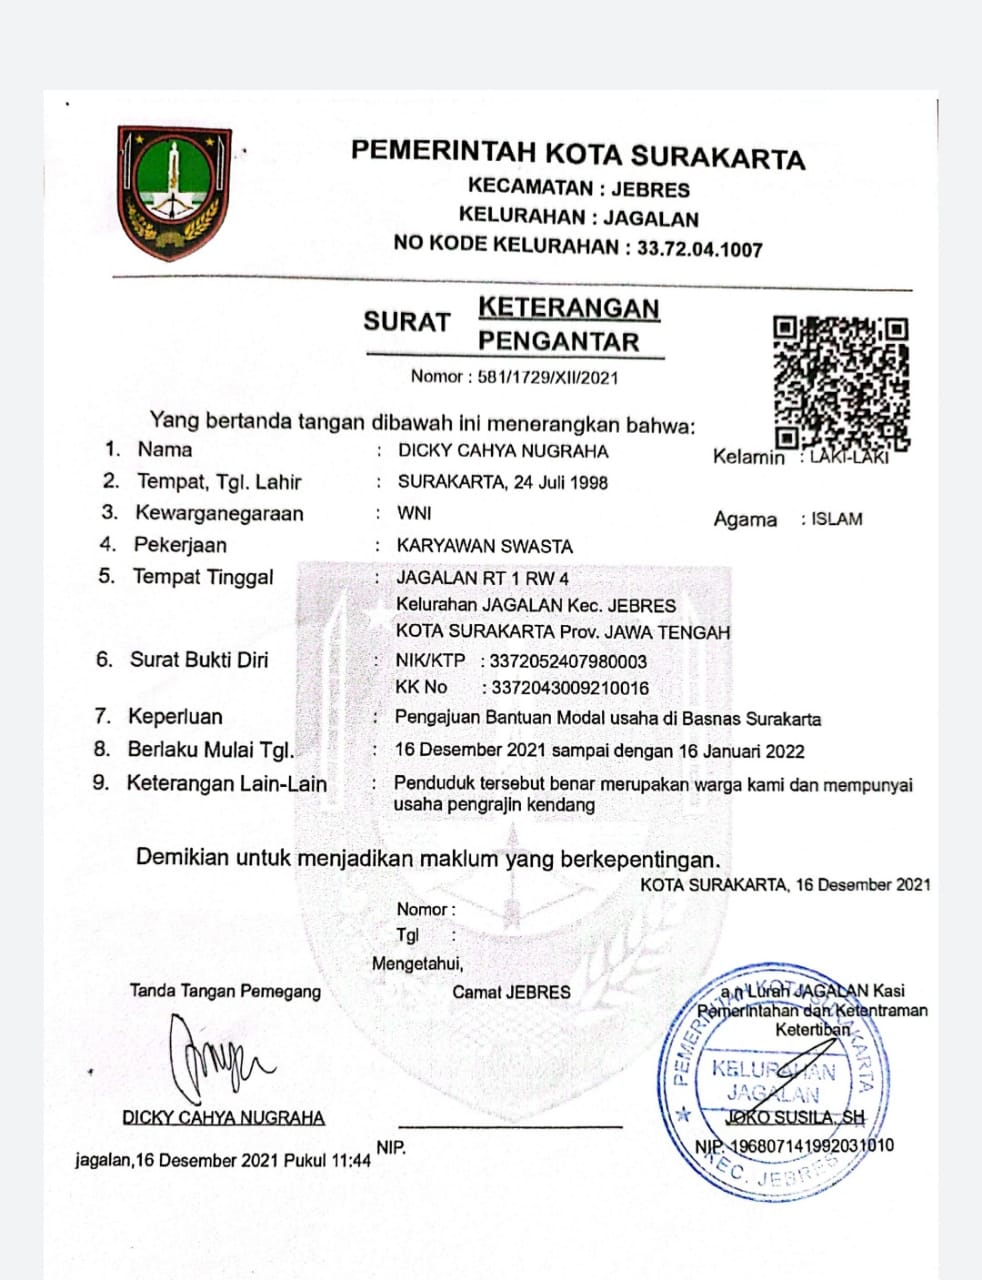 PEMERINTAH KOTA SURAKARTA
KECAMATAN : JEBRES
KELURAHAN : JAGALAN
NO KODE KELURAHAN : 33.72.04.1007
SURAT KETERANGAN
PENGANTAR
Nomor : 581/1729/XII/2021
Yang bertanda tangan dibawah ini menerangkan bahwa:
1. Nama : DICKY CAHYA NUGRAHA Kelamin : LAKI-LAKI
2. Tempat, Tgl. Lahir : SURAKARTA, 24 Juli 1998
3. Kewarganegaraan : WNI Agama : ISLAM
4. Pekerjaan : KARYAWAN SWASTA
5. Tempat Tinggal : JAGALAN RT 1 RW 4
Kelurahan JAGALAN Kec. JEBRES
KOTA SURAKARTA Prov. JAWA TENGAH
6. Surat Bukti Diri : NIK/KTP : 3372052407980003
KK No : 3372043009210016
7. Keperluan : Pengajuan Bantuan Modal usaha di Basnas Surakarta
8. Berlaku Mulai Tgl. : 16 Desember 2021 sampai dengan 16 Januari 2022
9. Keterangan Lain-Lain : Penduduk tersebut benar merupakan warga kami dan mempunyai
usaha pengrajin kendang
Demikian untuk menjadikan maklum yang berkepentingan.
KOTA SURAKARTA, 16 Desember 2021
Nomor :
Tgl :
Mengetahui,
Tanda Tangan Pemegang Camat JEBRES a.n Lurah JAGALAN Kasi
Pemerintahan dan Ketentraman
Ketertiban
PEMERINTAH KOTA SURAKARTA
KELURAHAN
JAGALAN
KEC. JEBRES
DICKY CAHYA NUGRAHA JOKO SUSILA, SH
NIP. NIP. 196807141992031010
jagalan,16 Desember 2021 Pukul 11:44